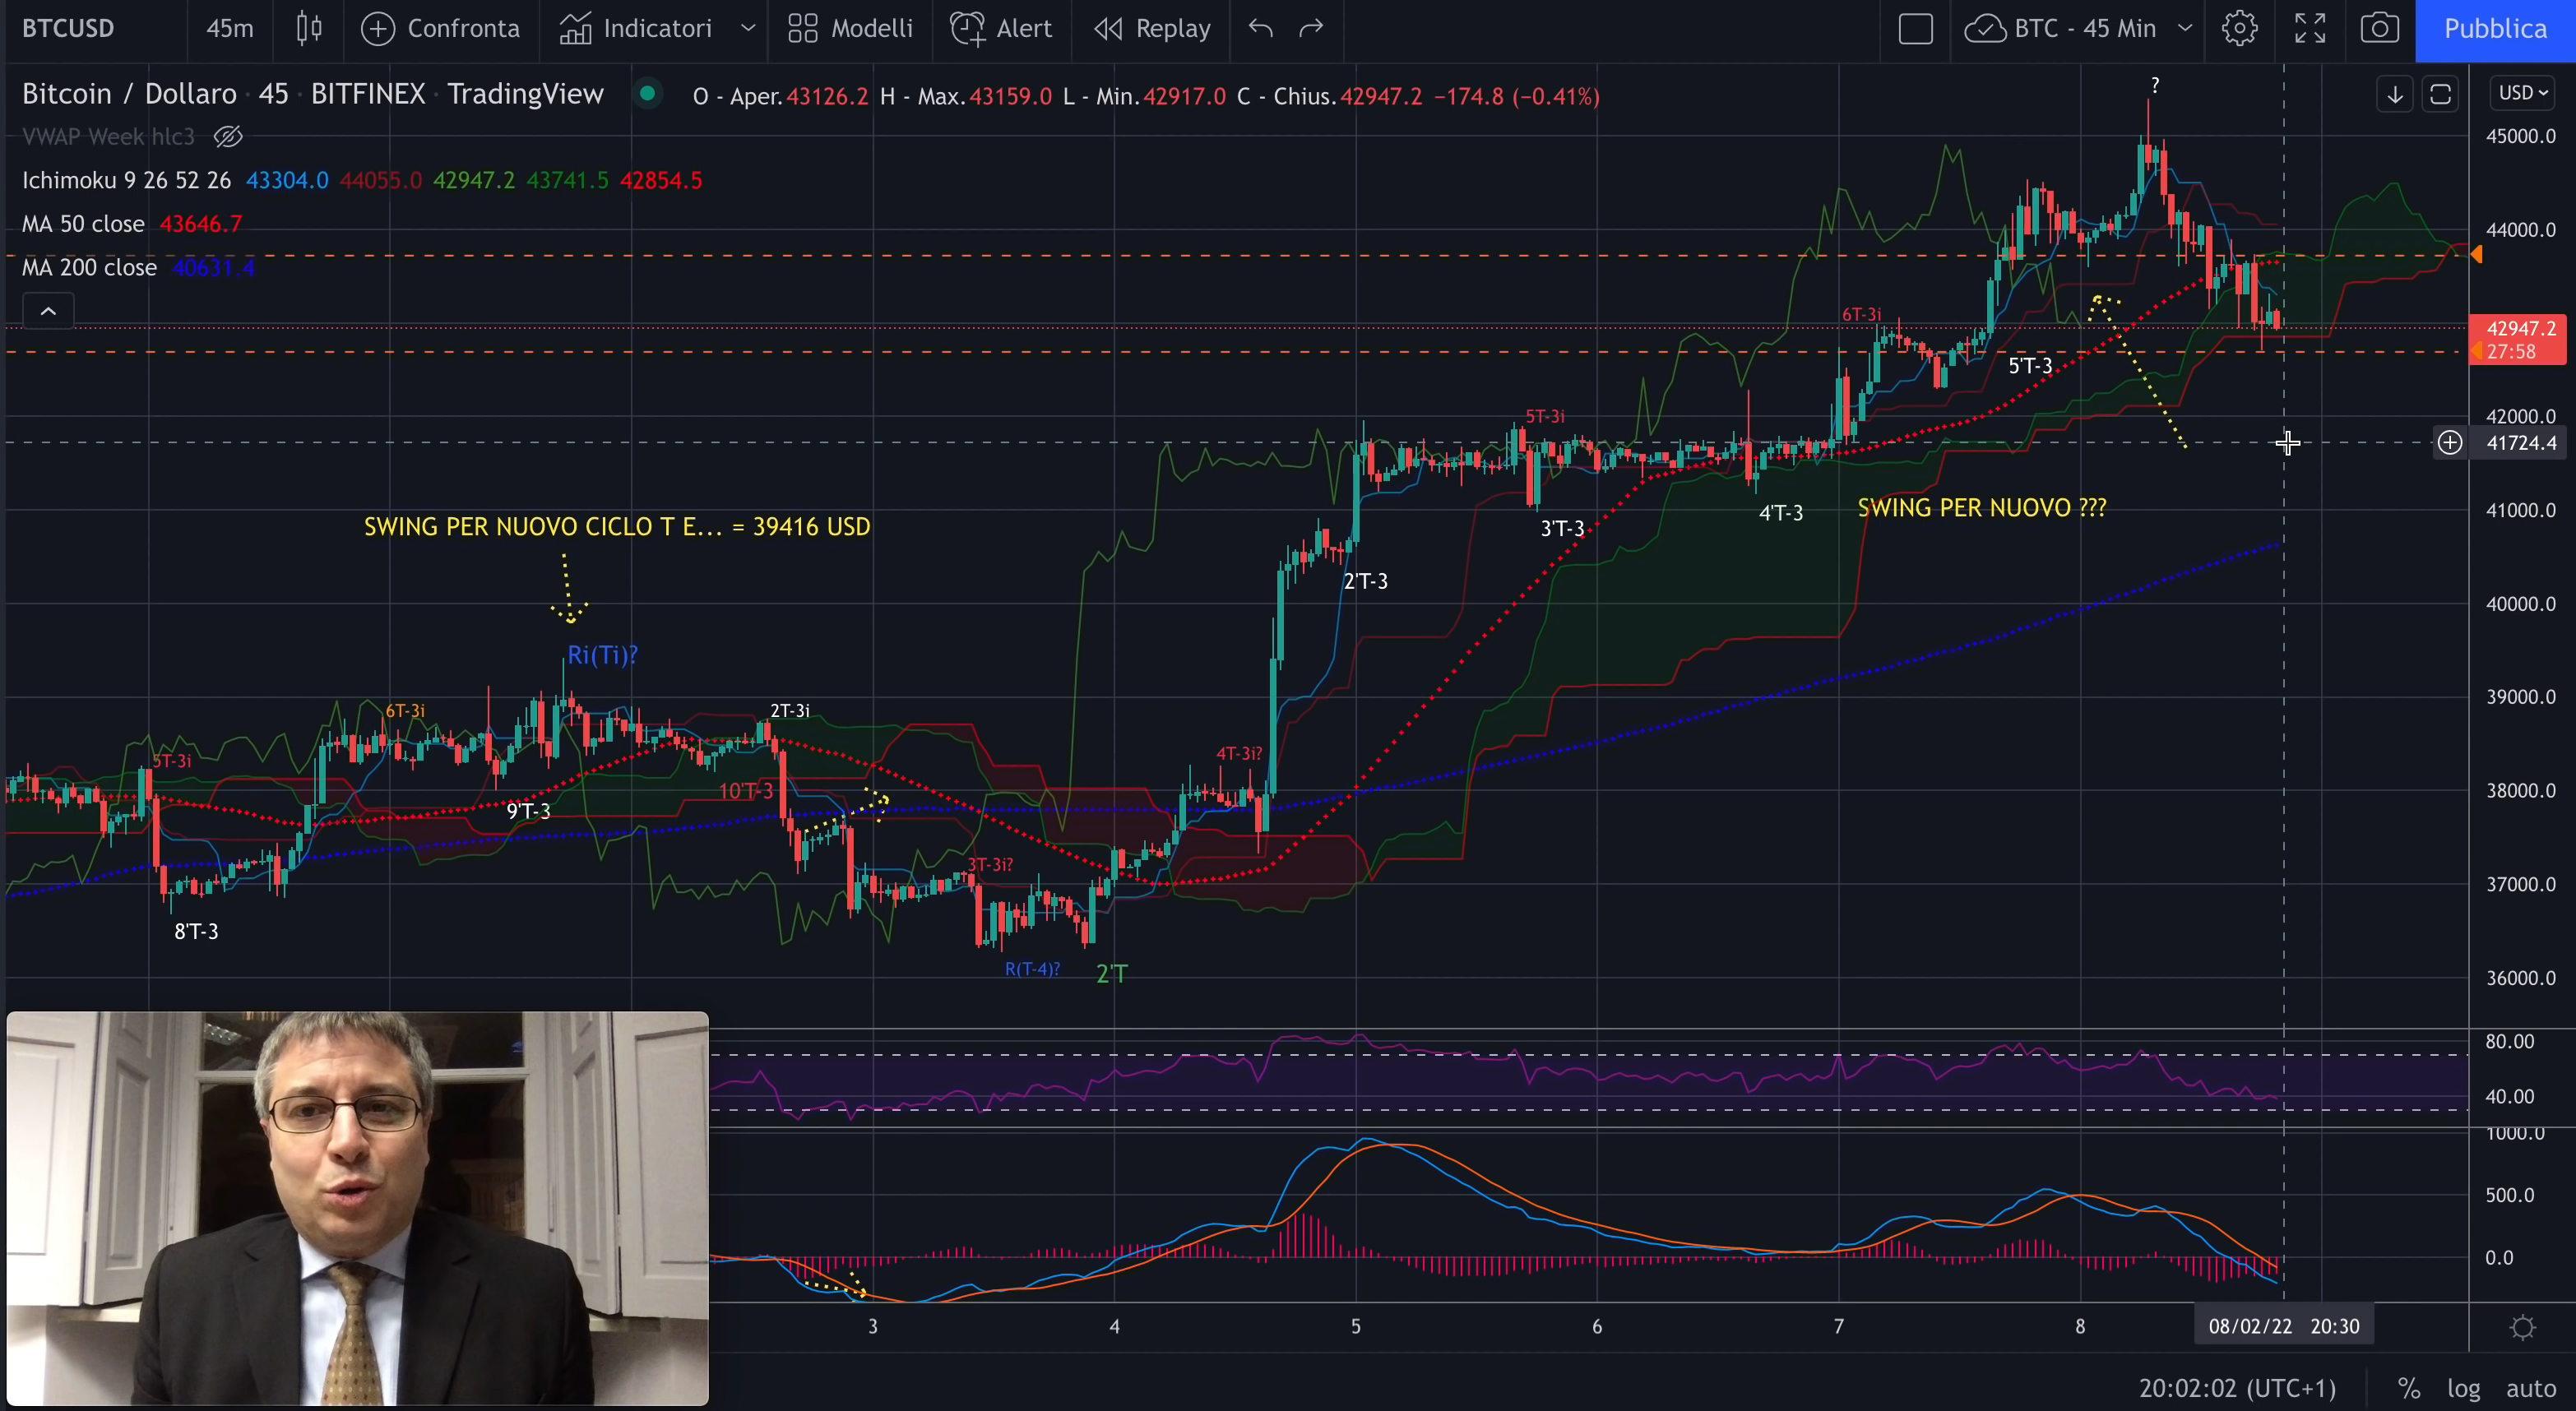 BTCUSD 45m Confronta Indicatori Modelli Alert Replay BTC - 45 Min Pubblica
Bitcoin / Dollaro · 45 · BITFINEX · TradingView O - Aper.43126.2 H - Max.43159.0 L - Min.42917.0 C - Chius.42947.2 −174.8 (−0.41%)
USD
VWAP Week hlc3
Ichimoku 9 26 52 26 43304.0 44055.0 42947.2 43741.5 42854.5
MA 50 close 43646.7
MA 200 close 40631.4
?
6T-3i
5'T-3
5T-3i
SWING PER NUOVO CICLO T E... = 39416 USD
3'T-3
4'T-3
SWING PER NUOVO ???
2'T-3
Ri(Ti)?
6T-3i
2T-3i
5T-3i
4T-3i?
10'T-3
9'T-3
3T-3i?
8'T-3
R(T-4)?
2'T
45000.0
44000.0
42947.2
27:58
42000.0
41724.4
41000.0
40000.0
39000.0
38000.0
37000.0
36000.0
80.00
40.00
1000.0
500.0
0.0
3 4 5 6 7 8 08/02/22 20:30
20:02:02 (UTC+1) % log auto